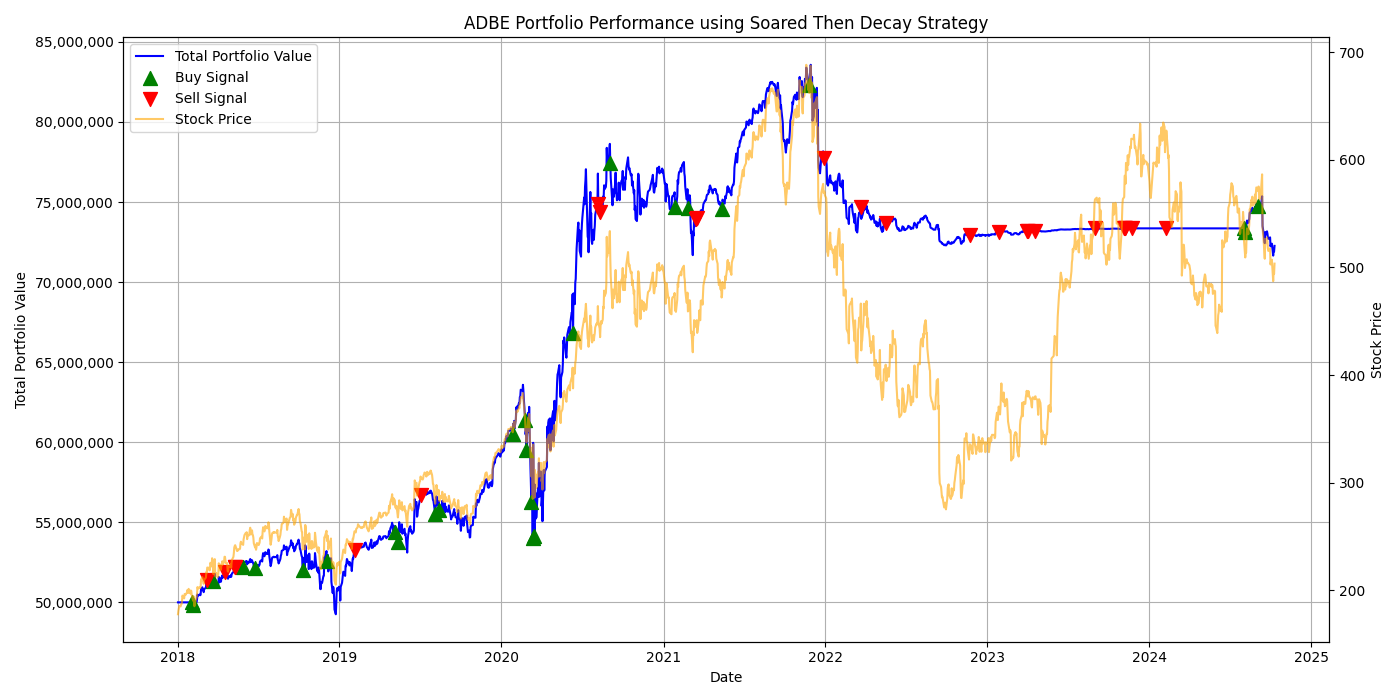 ADBE Portfolio Performance using Soared Then Decay Strategy
Total Portfolio Value
Buy Signal
Sell Signal
Stock Price
85,000,000
80,000,000
75,000,000
70,000,000
65,000,000
60,000,000
55,000,000
50,000,000
Total Portfolio Value
700
600
500
400
300
200
Stock Price
2018
2019
2020
2021
2022
2023
2024
2025
Date